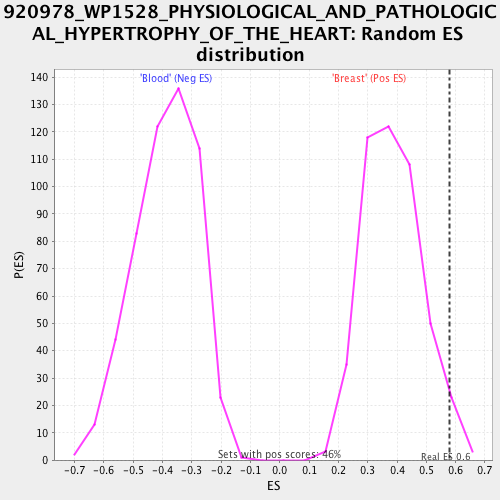 920978_WP1528_PHYSIOLOGICAL_AND_PATHOLOGIC
AL_HYPERTROPHY_OF_THE_HEART: Random ES
distribution
'Blood' (Neg ES)
'Breast' (Pos ES)
140
130
120
110
100
90
80
70
60
50
40
30
20
10
0
P(ES)
Sets with pos scores: 46%
Real ES 0.6
-0.7 -0.6 -0.5 -0.4 -0.3 -0.2 -0.1 0.0 0.1 0.2 0.3 0.4 0.5 0.6 0.7
ES